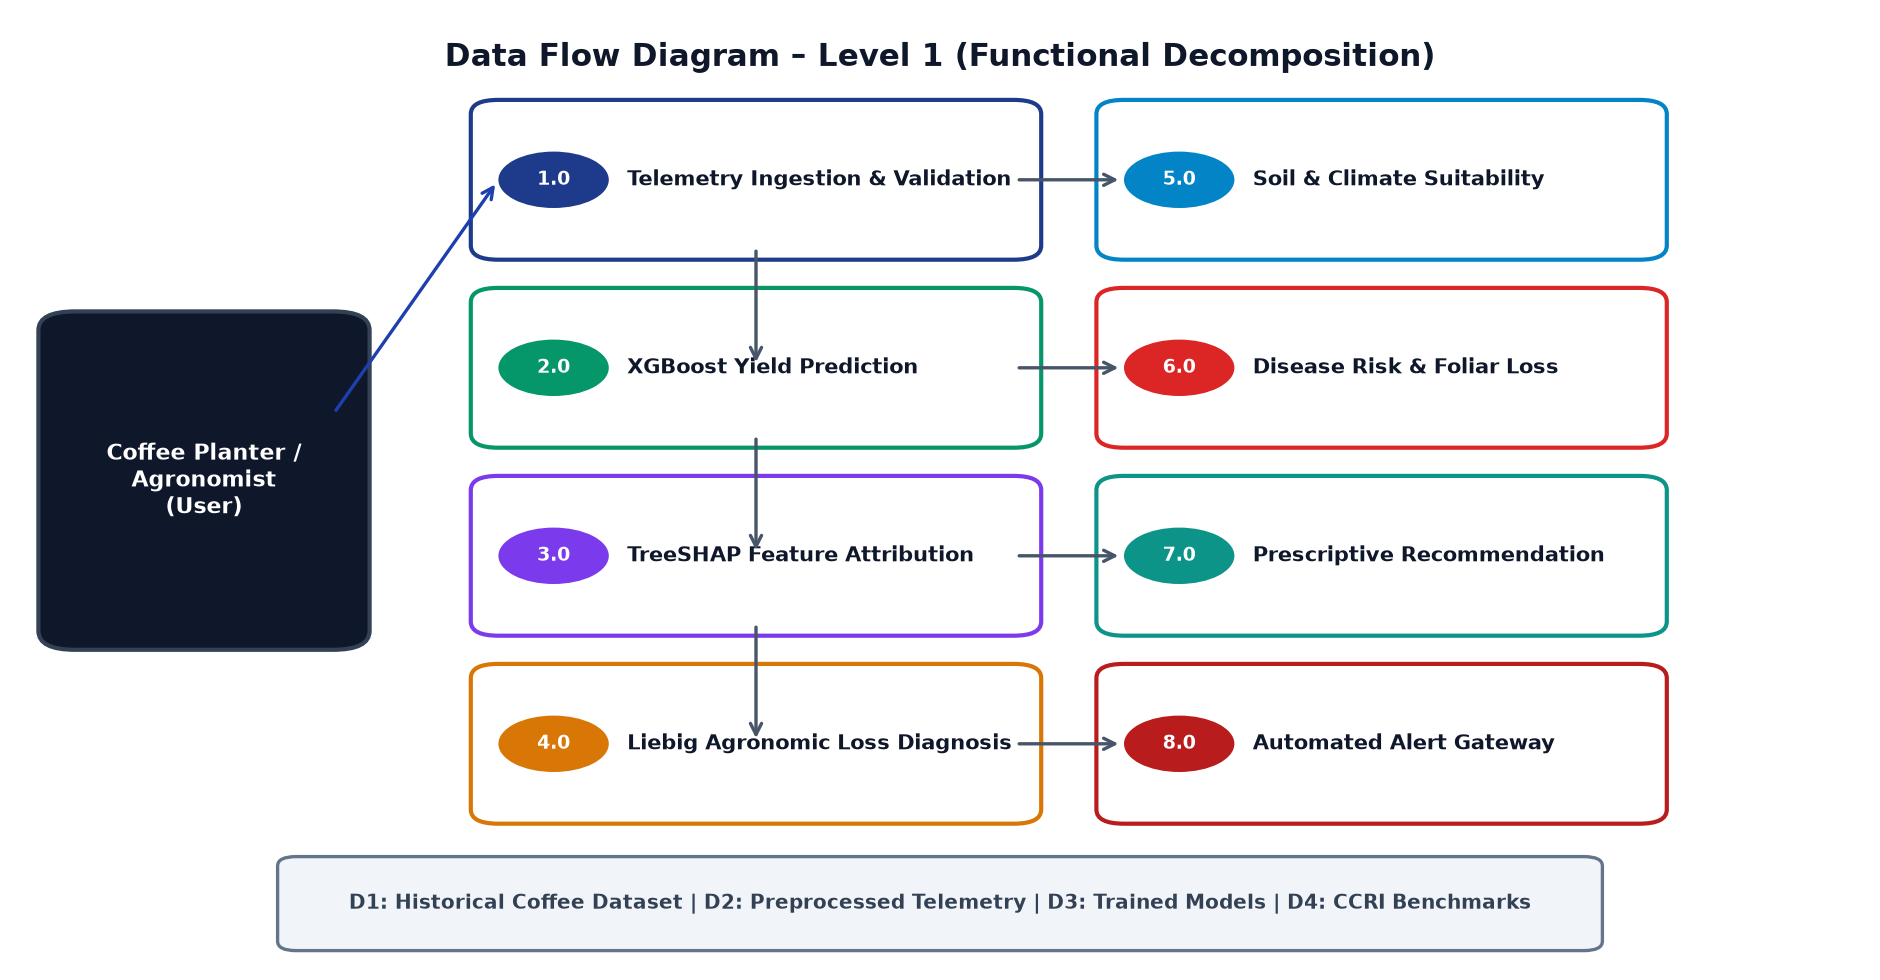 Data Flow Diagram – Level 1 (Functional Decomposition)
1.0 Telemetry Ingestion & Validation
5.0 Soil & Climate Suitability
2.0 XGBoost Yield Prediction
6.0 Disease Risk & Foliar Loss
Coffee Planter /
Agronomist
(User)
3.0 TreeSHAP Feature Attribution
7.0 Prescriptive Recommendation
4.0 Liebig Agronomic Loss Diagnosis
8.0 Automated Alert Gateway
D1: Historical Coffee Dataset | D2: Preprocessed Telemetry | D3: Trained Models | D4: CCRI Benchmarks